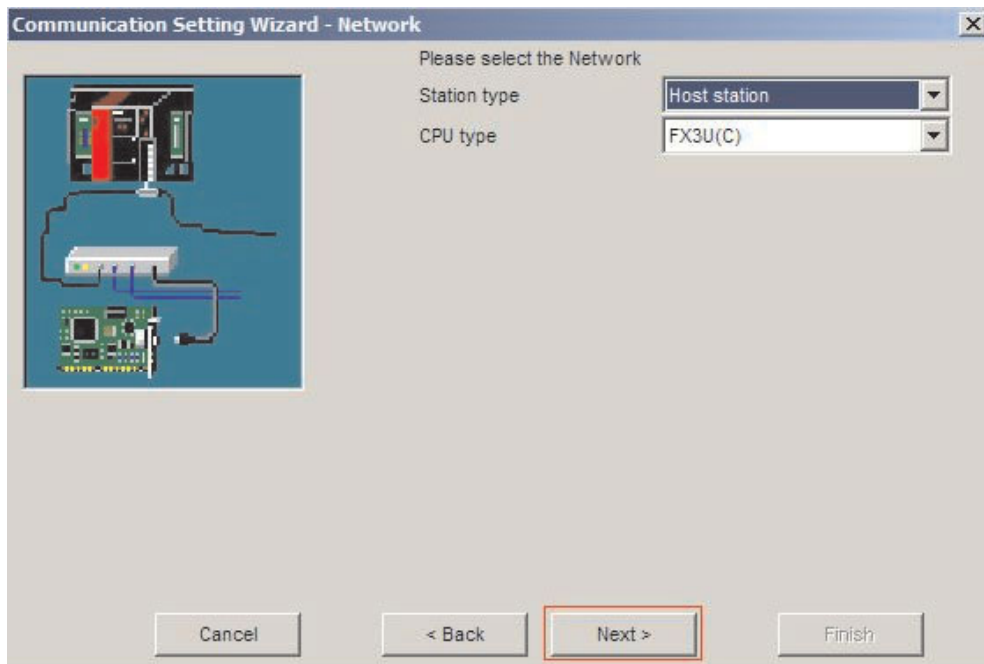 Communication Setting Wizard - Network
Please select the Network
Station type
Host station
CPU type
FX3U(C)
Cancel
< Back
Next >
Finish